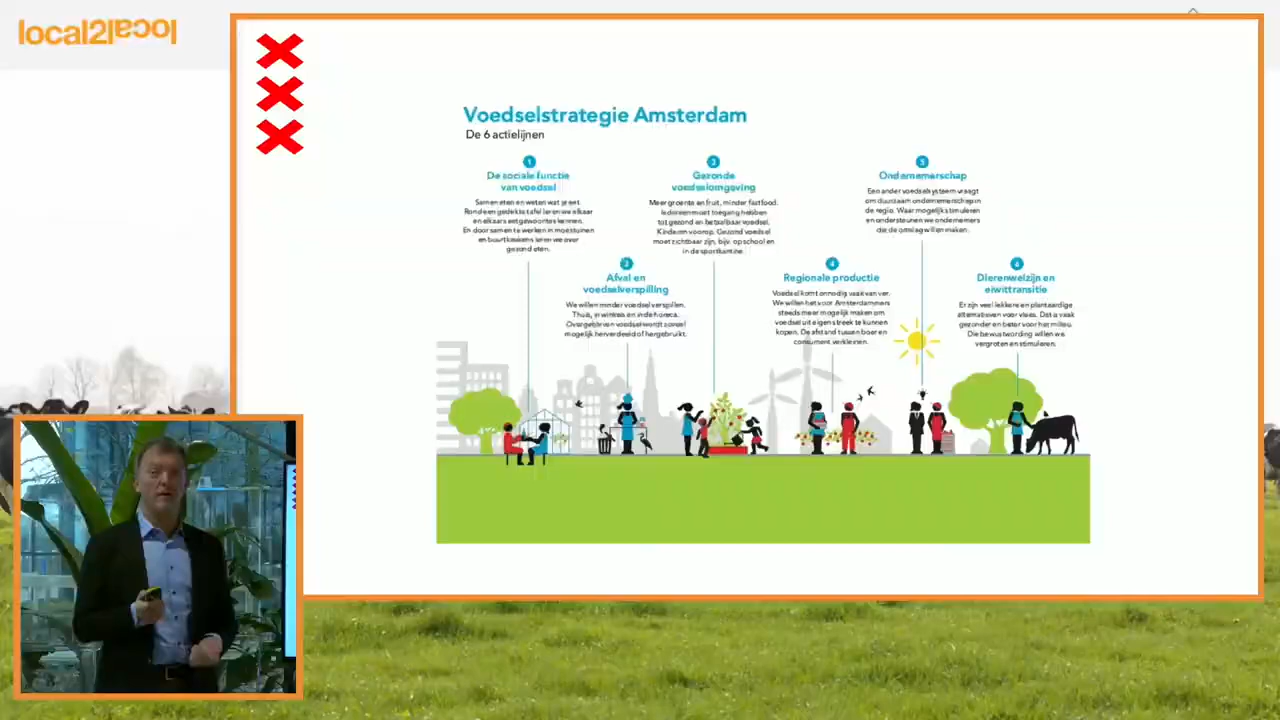 local2local
Voedselstrategie Amsterdam
De 6 actielijnen
1
De sociale functie
van voedsel
Samen eten en weten wat je eet.
Rond een gedekte tafel leren we elkaar
en elkaars eetgewoontes kennen.
En door samen te werken in moestuinen
en buurtkeukens leren we over
gezond eten.
2
Afval en
voedselverspilling
We willen minder voedsel verspillen.
Thuis, in winkels en in de horeca.
Overgebleven voedsel wordt zoveel
mogelijk herverdeeld of hergebruikt.
3
Gezonde
voedselomgeving
Meer groente en fruit, minder fastfood.
Iedereen moet toegang hebben
tot gezond en betaalbaar voedsel.
Kinderen voorop. Gezond voedsel
moet zichtbaar zijn, bijv. op school en
in de sportkantine.
4
Regionale productie
Voedsel komt onnodig vaak van ver.
We willen het voor Amsterdammers
steeds meer mogelijk maken om
voedsel uit eigen streek te kunnen
kopen. De afstand tussen boer en
consument verkleinen.
5
Ondernemerschap
Een ander voedselsysteem vraagt
om duurzaam ondernemerschap in
de regio. Waar mogelijk stimuleren
en ondersteunen we ondernemers
die de omslag willen maken.
6
Dierenwelzijn en
eiwittransitie
Er zijn veel lekkere en plantaardige
alternatieven voor vlees. Dat is vaak
gezonder en beter voor het milieu.
Die bewustwording willen we
vergroten en stimuleren.